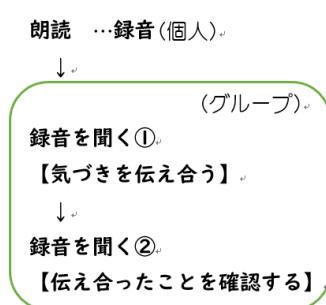 朗読　…録音(個人)
↓
(グループ)
録音を聞く①
【気づきを伝え合う】
↓
録音を聞く②
【伝え合ったことを確認する】